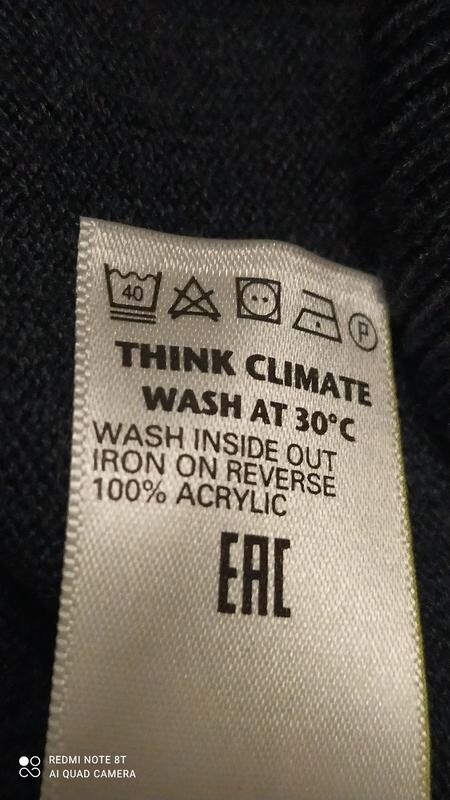 40
P
THINK CLIMATE
WASH AT 30°C
WASH INSIDE OUT
IRON ON REVERSE
100% ACRYLIC
EAC
REDMI NOTE 8T
AI QUAD CAMERA